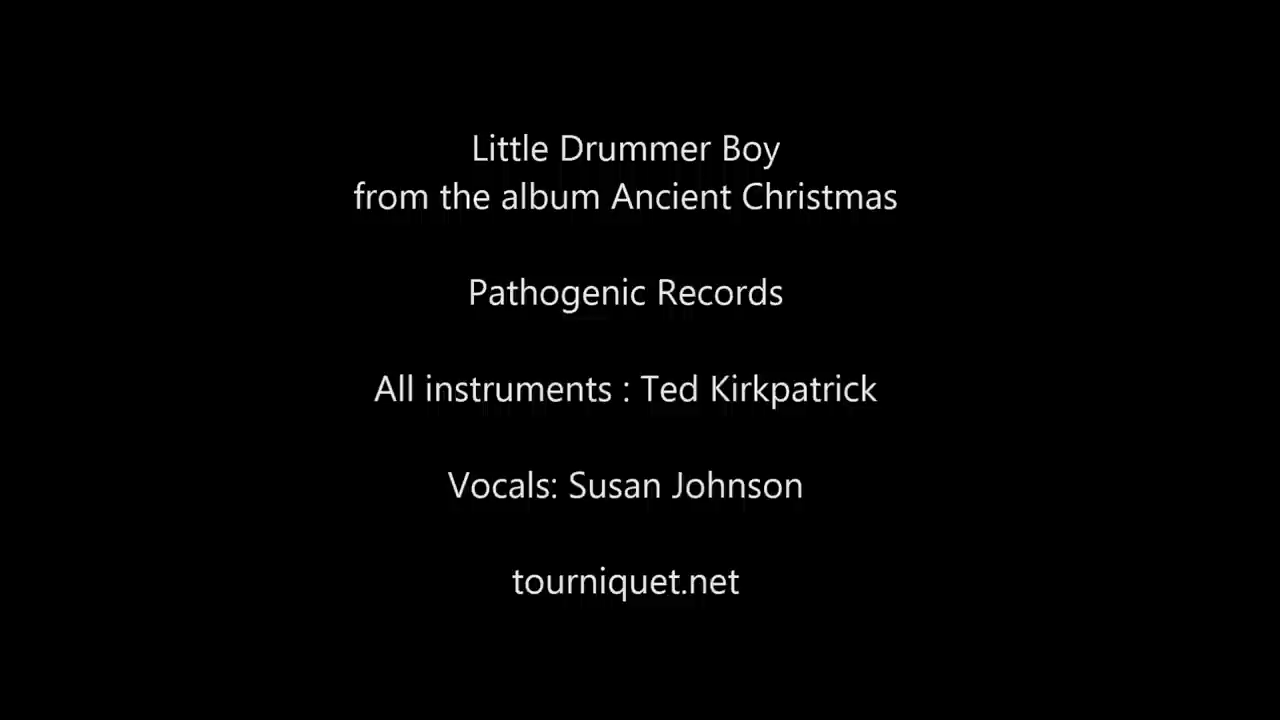 Little Drummer Boy
from the album Ancient Christmas
Pathogenic Records
All instruments : Ted Kirkpatrick
Vocals: Susan Johnson
tourniquet.net